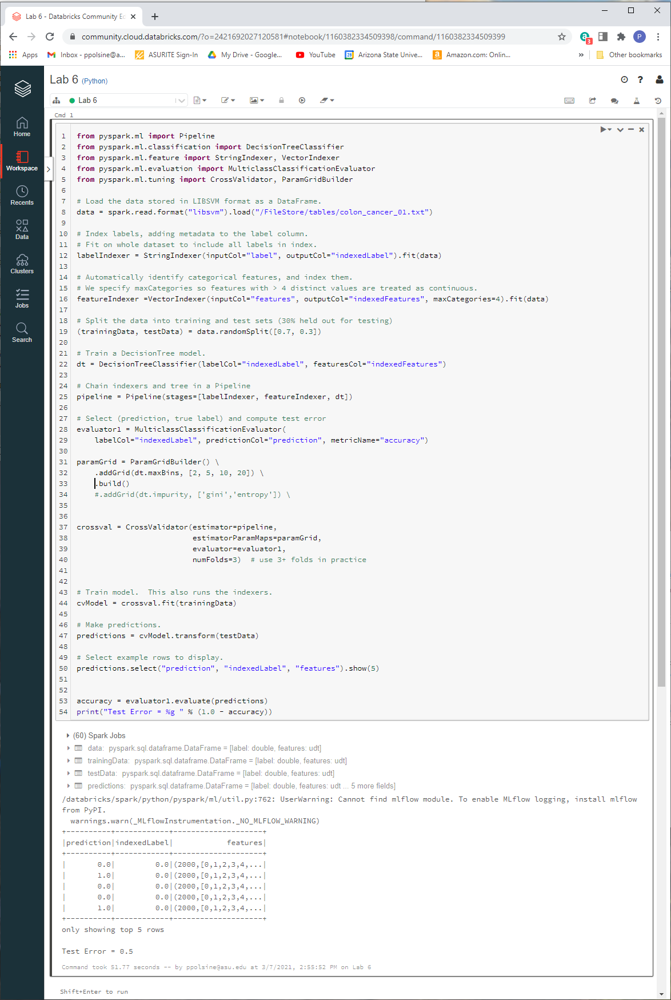 Lab 6 - Databricks Community Ed
community.cloud.databricks.com/?o=2421692027120581#notebook/1160382334509398/command/1160382334509399
3
P
Apps
Inbox - ppolsine@a...
ASURITE Sign-In
My Drive - Google...
YouTube
28
Arizona State Unive...
a
Amazon.com: Onlin...
»
Other bookmarks
Lab 6 (Python)
?
Lab 6
Home
Workspace
Recents
Data
Clusters
Jobs
Search
Cmd 1
1 from pyspark.ml import Pipeline
2 from pyspark.ml.classification import DecisionTreeClassifier
3 from pyspark.ml.feature import StringIndexer, VectorIndexer
4 from pyspark.ml.evaluation import MulticlassClassificationEvaluator
5 from pyspark.ml.tuning import CrossValidator, ParamGridBuilder
6
7 # Load the data stored in LIBSVM format as a DataFrame.
8 data = spark.read.format("libsvm").load("/FileStore/tables/colon_cancer_01.txt")
9
10 # Index labels, adding metadata to the label column.
11 # Fit on whole dataset to include all labels in index.
12 labelIndexer = StringIndexer(inputCol="label", outputCol="indexedLabel").fit(data)
13
14 # Automatically identify categorical features, and index them.
15 # We specify maxCategories so features with > 4 distinct values are treated as continuous.
16 featureIndexer =VectorIndexer(inputCol="features", outputCol="indexedFeatures", maxCategories=4).fit(data)
17
18 # Split the data into training and test sets (30% held out for testing)
19 (trainingData, testData) = data.randomSplit([0.7, 0.3])
20
21 # Train a DecisionTree model.
22 dt = DecisionTreeClassifier(labelCol="indexedLabel", featuresCol="indexedFeatures")
23
24 # Chain indexers and tree in a Pipeline
25 pipeline = Pipeline(stages=[labelIndexer, featureIndexer, dt])
26
27 # Select (prediction, true label) and compute test error
28 evaluator1 = MulticlassClassificationEvaluator(
29     labelCol="indexedLabel", predictionCol="prediction", metricName="accuracy")
30
31 paramGrid = ParamGridBuilder() \
32     .addGrid(dt.maxBins, [2, 5, 10, 20]) \
33     .build()
34     #.addGrid(dt.impurity, ['gini','entropy']) \
35
36
37 crossval = CrossValidator(estimator=pipeline,
38                           estimatorParamMaps=paramGrid,
39                           evaluator=evaluator1,
40                           numFolds=3)  # use 3+ folds in practice
41
42
43 # Train model.  This also runs the indexers.
44 cvModel = crossval.fit(trainingData)
45
46 # Make predictions.
47 predictions = cvModel.transform(testData)
48
49 # Select example rows to display.
50 predictions.select("prediction", "indexedLabel", "features").show(5)
51
52
53 accuracy = evaluator1.evaluate(predictions)
54 print("Test Error = %g " % (1.0 - accuracy))
(60) Spark Jobs
data: pyspark.sql.dataframe.DataFrame = [label: double, features: udt]
trainingData: pyspark.sql.dataframe.DataFrame = [label: double, features: udt]
testData: pyspark.sql.dataframe.DataFrame = [label: double, features: udt]
predictions: pyspark.sql.dataframe.DataFrame = [label: double, features: udt ... 5 more fields]
/databricks/spark/python/pyspark/ml/util.py:762: UserWarning: Cannot find mlflow module. To enable MLflow logging, install mlflow
from PyPI.
  warnings.warn(_MLflowInstrumentation._NO_MLFLOW_WARNING)
+----------+------------+--------------------+
|prediction|indexedLabel|            features|
+----------+------------+--------------------+
|       0.0|         0.0|(2000,[0,1,2,3,4,...|
|       1.0|         0.0|(2000,[0,1,2,3,4,...|
|       0.0|         0.0|(2000,[0,1,2,3,4,...|
|       0.0|         0.0|(2000,[0,1,2,3,4,...|
|       1.0|         0.0|(2000,[0,1,2,3,4,...|
+----------+------------+--------------------+
only showing top 5 rows
Test Error = 0.5
Command took 51.77 seconds -- by ppolsine@asu.edu at 3/7/2021, 2:55:52 PM on Lab 6
Shift+Enter to run